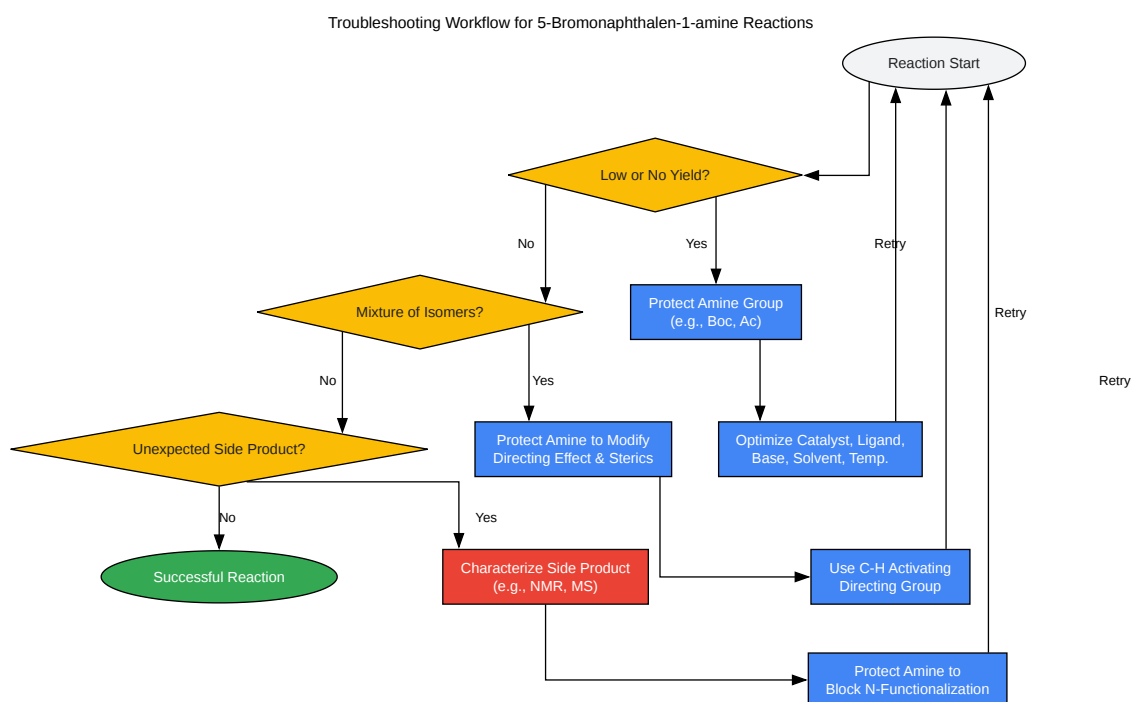 Troubleshooting Workflow for 5-Bromonaphthalen-1-amine Reactions
Reaction Start
Low or No Yield?
No
Yes
Retry
Mixture of Isomers?
Protect Amine Group
(e.g., Boc, Ac)
Retry
No
Yes
Retry
Unexpected Side Product?
Protect Amine to Modify
Directing Effect & Sterics
Optimize Catalyst, Ligand,
Base, Solvent, Temp.
No
Yes
Successful Reaction
Characterize Side Product
(e.g., NMR, MS)
Use C-H Activating
Directing Group
Protect Amine to
Block N-Functionalization